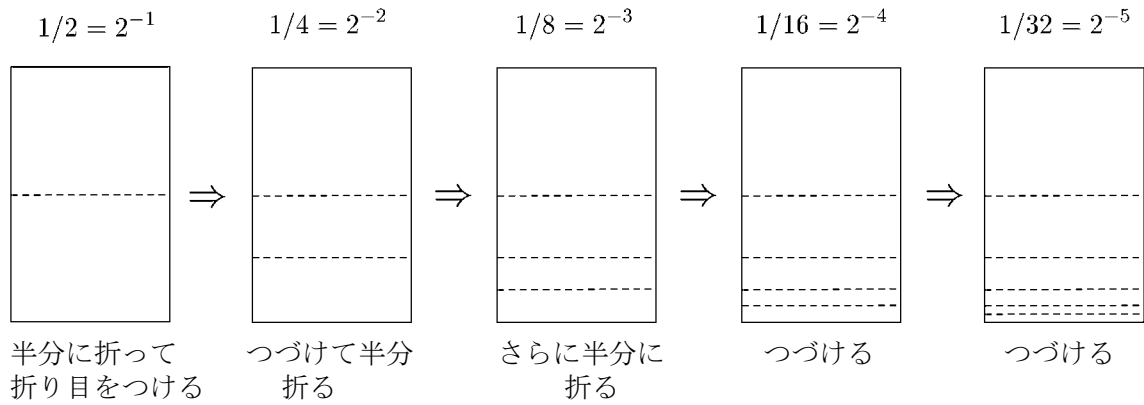 1/2 = 2⁻¹
1/4 = 2⁻²
1/8 = 2⁻³
1/16 = 2⁻⁴
1/32 = 2⁻⁵
⇒
⇒
⇒
⇒
半分に折って
折り目をつける
つづけて半分
折る
さらに半分に
折る
つづける
つづける